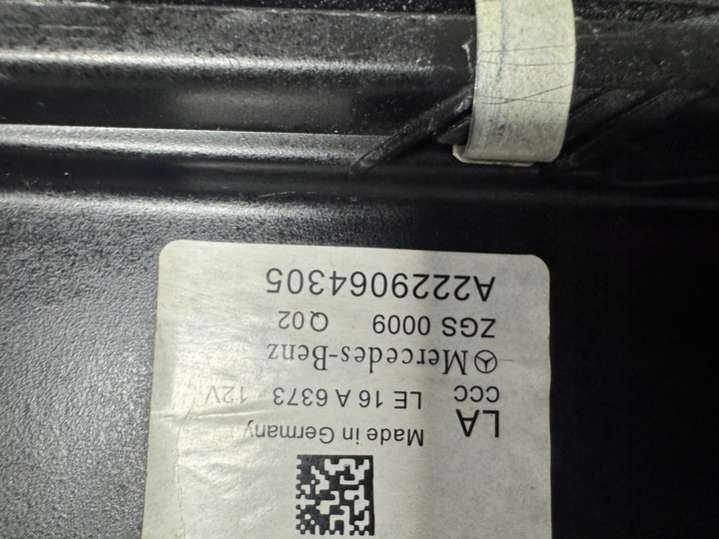 Made in Germany
LA
CCC LE 16 A 6373 12V
Mercedes-Benz
ZGS 0009 Q02
A2229064305